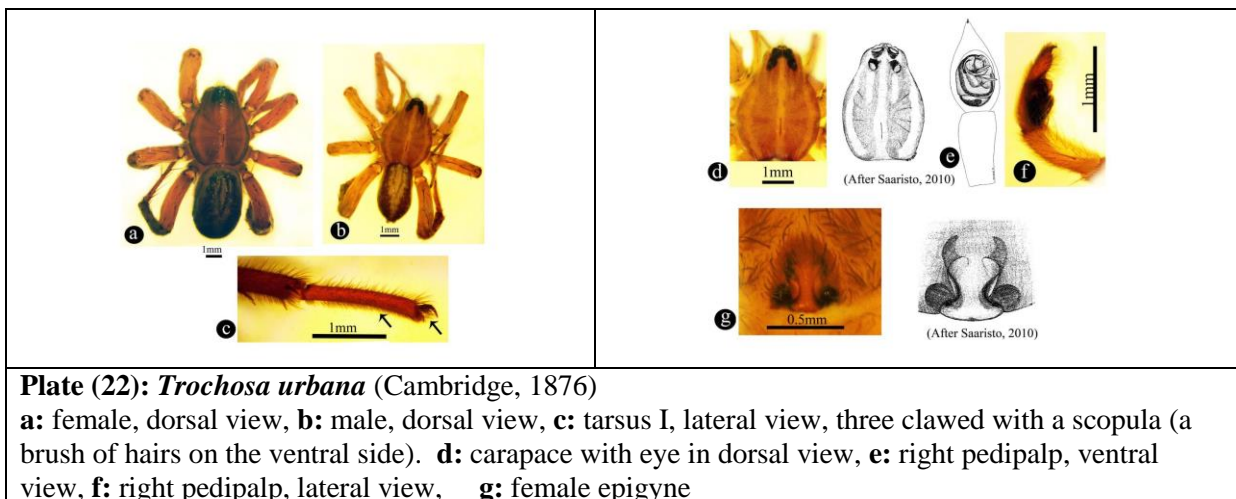 a
1mm
b
1mm
c
1mm
d
1mm
(After Saaristo, 2010)
e
f
1mm
g
0.5mm
(After Saaristo, 2010)
Plate (22): Trochosa urbana (Cambridge, 1876)
a: female, dorsal view, b: male, dorsal view, c: tarsus I, lateral view, three clawed with a scopula (a
brush of hairs on the ventral side). d: carapace with eye in dorsal view, e: right pedipalp, ventral
view, f: right pedipalp, lateral view, g: female epigyne